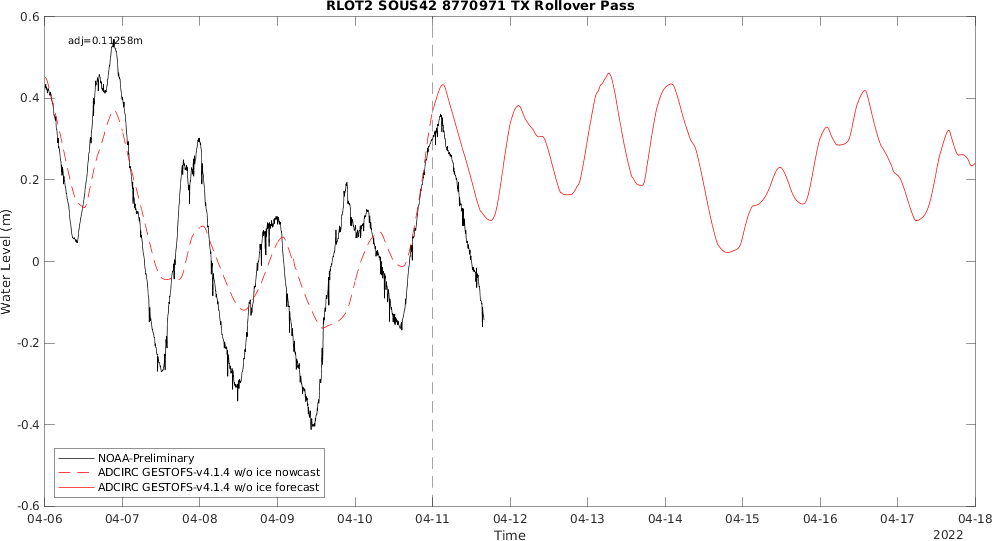 RLOT2 SOUS42 8770971 TX Rollover Pass
adj=0.11258m
0.6
0.4
0.2
0
-0.2
-0.4
-0.6
Water Level (m)
NOAA-Preliminary
ADCIRC GESTOFS-v4.1.4 w/o ice nowcast
ADCIRC GESTOFS-v4.1.4 w/o ice forecast
04-06 04-07 04-08 04-09 04-10 04-11 04-12 04-13 04-14 04-15 04-16 04-17 04-18
Time
2022